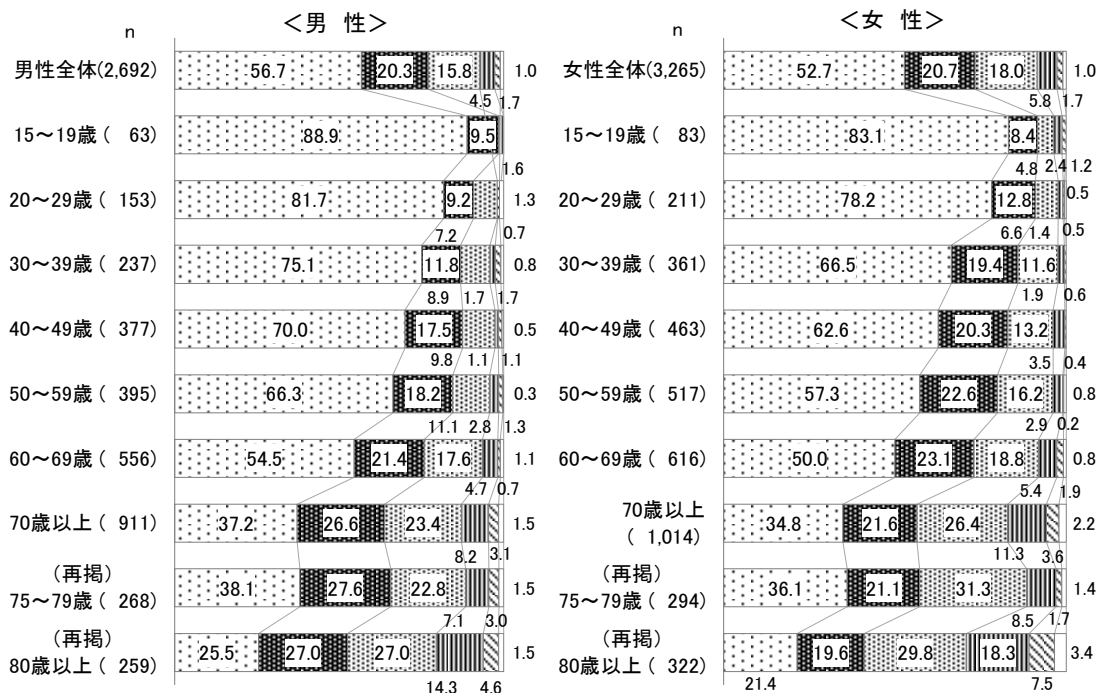 ＜男 性＞
n
男性全体(2,692) 56.7 20.3 15.8 1.0
4.5 1.7
15～19歳 ( 63) 88.9 9.5
1.6
20～29歳 ( 153) 81.7 9.2 1.3
7.2 0.7
30～39歳 ( 237) 75.1 11.8 0.8
8.9 1.7 1.7
40～49歳 ( 377) 70.0 17.5 0.5
9.8 1.1 1.1
50～59歳 ( 395) 66.3 18.2 0.3
11.1 2.8 1.3
60～69歳 ( 556) 54.5 21.4 17.6 1.1
4.7 0.7
70歳以上 ( 911) 37.2 26.6 23.4 1.5
8.2 3.1
(再掲)
75～79歳 ( 268) 38.1 27.6 22.8 1.5
7.1 3.0
(再掲)
80歳以上 ( 259) 25.5 27.0 27.0 1.5
14.3 4.6
＜女 性＞
n
女性全体(3,265) 52.7 20.7 18.0 1.0
5.8 1.7
15～19歳 ( 83) 83.1 8.4
4.8 2.4 1.2
20～29歳 ( 211) 78.2 12.8 0.5
6.6 1.4 0.5
30～39歳 ( 361) 66.5 19.4 11.6
1.9 0.6
40～49歳 ( 463) 62.6 20.3 13.2
3.5 0.4
50～59歳 ( 517) 57.3 22.6 16.2 0.8
2.9 0.2
60～69歳 ( 616) 50.0 23.1 18.8 0.8
5.4 1.9
70歳以上
( 1,014) 34.8 21.6 26.4 2.2
11.3 3.6
(再掲)
75～79歳 ( 294) 36.1 21.1 31.3 1.4
8.5 1.7
(再掲)
80歳以上 ( 322) 19.6 29.8 18.3 3.4
21.4 7.5